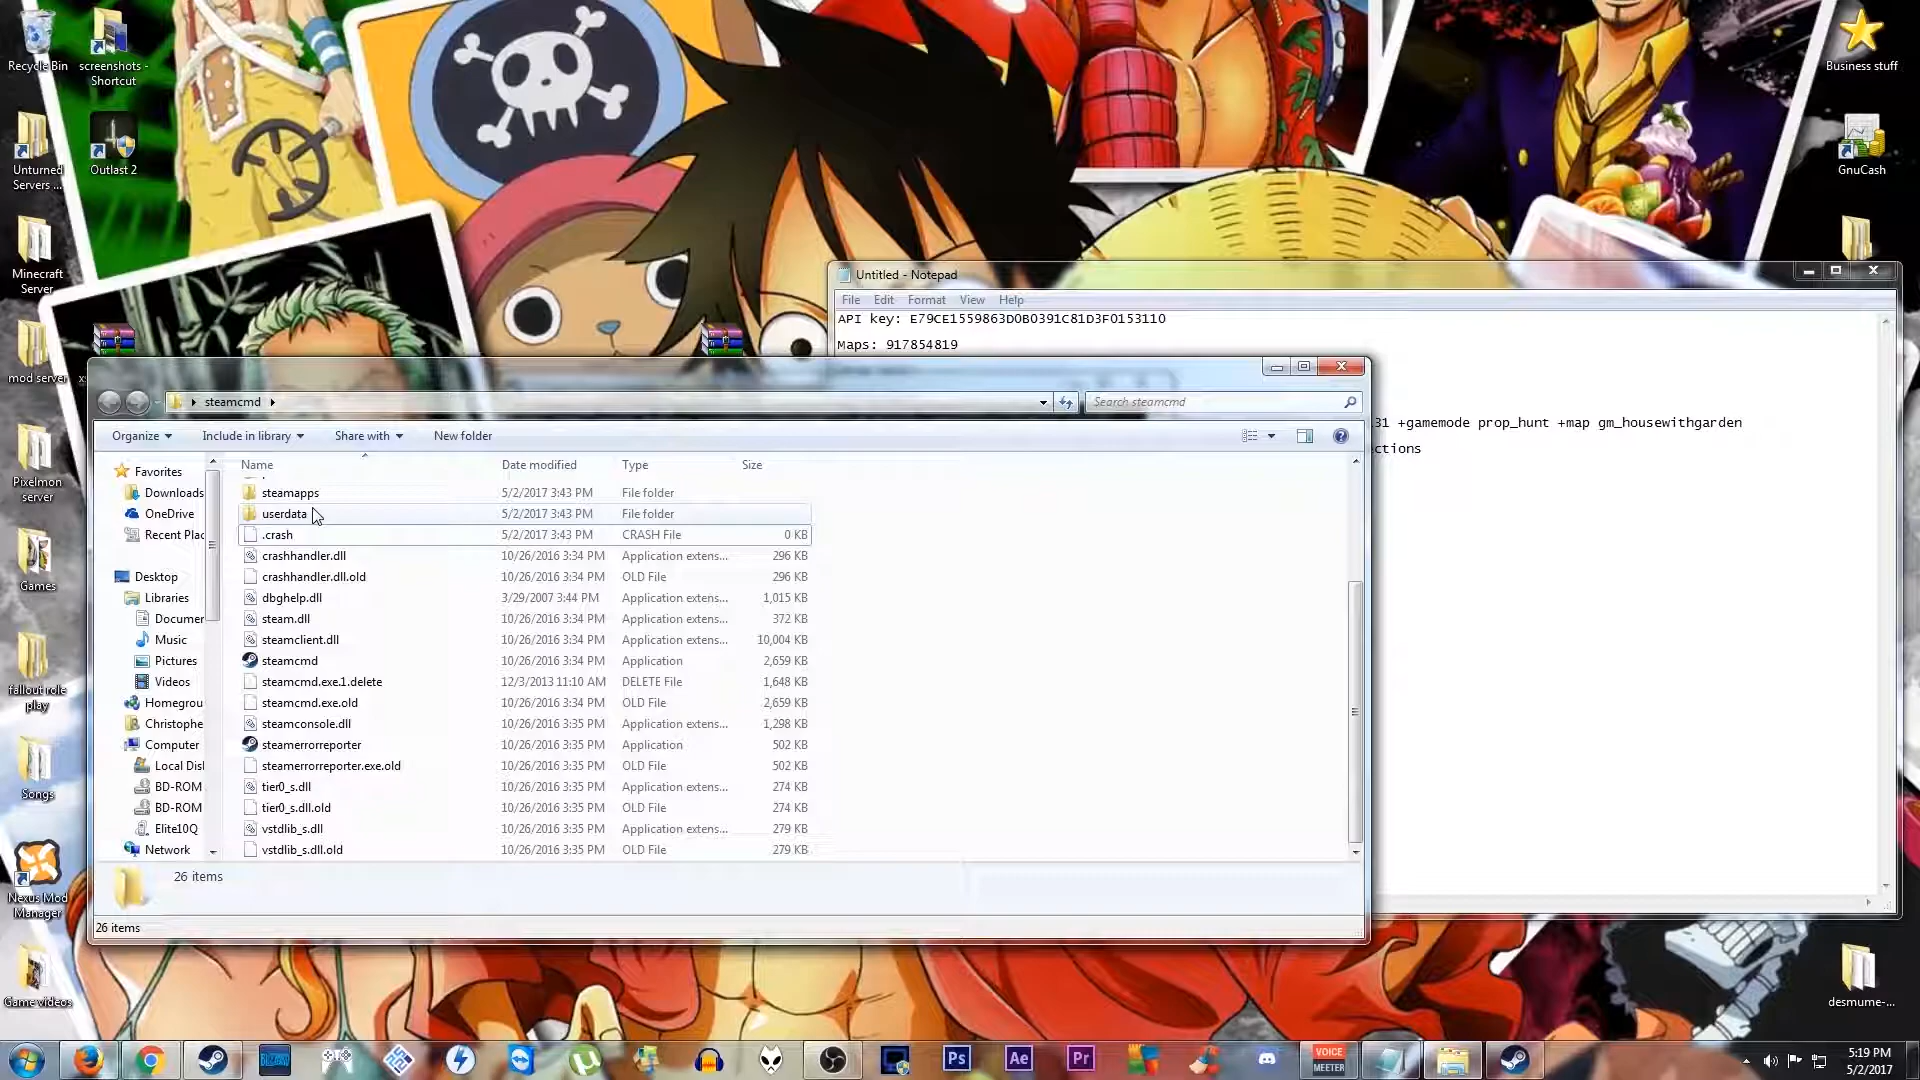 Recycle Bin
screenshots -
Shortcut
Unturned
Servers ...
Outlast 2
Minecraft
Server
mod server
Pixelmon
server
Games
fallout role
play
Songs
Nexus Mod
Manager
Game videos
Business stuff
GnuCash
desmume-...
Untitled - Notepad
File Edit Format View Help
API key: E79CE1559863D0B0391C81D3F0153110
Maps: 917854819
31 +gamemode prop_hunt +map gm_housewithgarden
ctions
steamcmd
Search steamcmd
Organize Include in library Share with New folder
Name Date modified Type Size
steamapps 5/2/2017 3:43 PM File folder
userdata 5/2/2017 3:43 PM File folder
.crash 5/2/2017 3:43 PM CRASH File 0 KB
crashhandler.dll 10/26/2016 3:34 PM Application extens... 296 KB
crashhandler.dll.old 10/26/2016 3:34 PM OLD File 296 KB
dbghelp.dll 3/29/2007 3:44 PM Application extens... 1,015 KB
steam.dll 10/26/2016 3:34 PM Application extens... 372 KB
steamclient.dll 10/26/2016 3:34 PM Application extens... 10,004 KB
steamcmd 10/26/2016 3:34 PM Application 2,659 KB
steamcmd.exe.1.delete 12/3/2013 11:10 AM DELETE File 1,648 KB
steamcmd.exe.old 10/26/2016 3:34 PM OLD File 2,659 KB
steamconsole.dll 10/26/2016 3:35 PM Application extens... 1,298 KB
steamerrorreporter 10/26/2016 3:35 PM Application 502 KB
steamerrorreporter.exe.old 10/26/2016 3:35 PM OLD File 502 KB
tier0_s.dll 10/26/2016 3:35 PM Application extens... 274 KB
tier0_s.dll.old 10/26/2016 3:35 PM OLD File 274 KB
vstdlib_s.dll 10/26/2016 3:35 PM Application extens... 279 KB
vstdlib_s.dll.old 10/26/2016 3:35 PM OLD File 279 KB
Favorites
Downloads
OneDrive
Recent Plac
Desktop
Libraries
Documer
Music
Pictures
Videos
Homegrou
Christophe
Computer
Local Disl
BD-ROM
BD-ROM
Elite10Q
Network
26 items
26 items
BLIZZARD
Ps
Ae
Pr
VOICE
MEETER
5:19 PM
5/2/2017